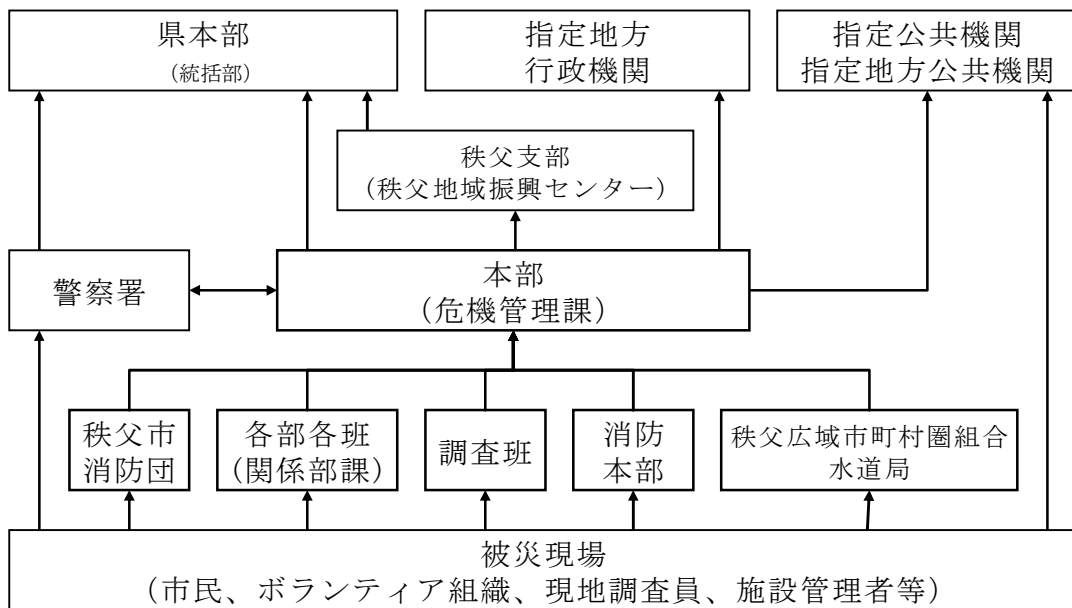 県本部
(統括部)
指定地方
行政機関
指定公共機関
指定地方公共機関
秩父支部
(秩父地域振興センター)
警察署
本部
(危機管理課)
秩父市
消防団
各部各班
(関係部課)
調査班
消防
本部
秩父広域市町村圏組合
水道局
被災現場
(市民、ボランティア組織、現地調査員、施設管理者等)